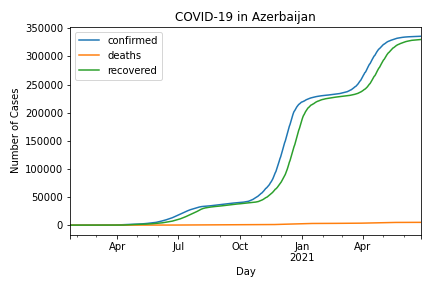 COVID-19 in Azerbaijan
confirmed
deaths
recovered
Number of Cases
350000
300000
250000
200000
150000
100000
50000
0
Apr
Jul
Oct
Jan
2021
Apr
Day